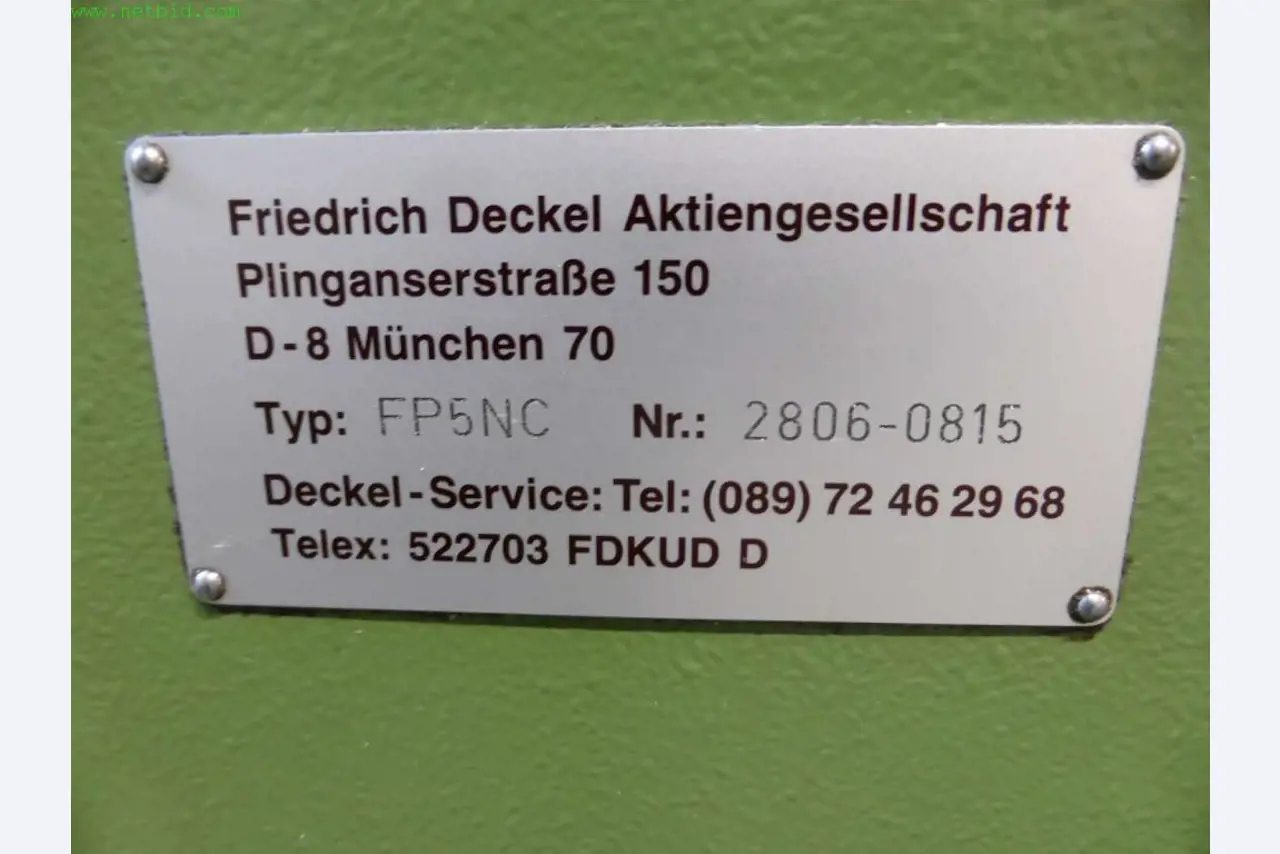 www.netbid.com
Friedrich Deckel Aktiengesellschaft
Plinganserstraße 150
D-8 München 70
Typ: FP5NC Nr.: 2806-0815
Deckel-Service: Tel: (089) 72 46 29 68
Telex: 522703 FDKUD D